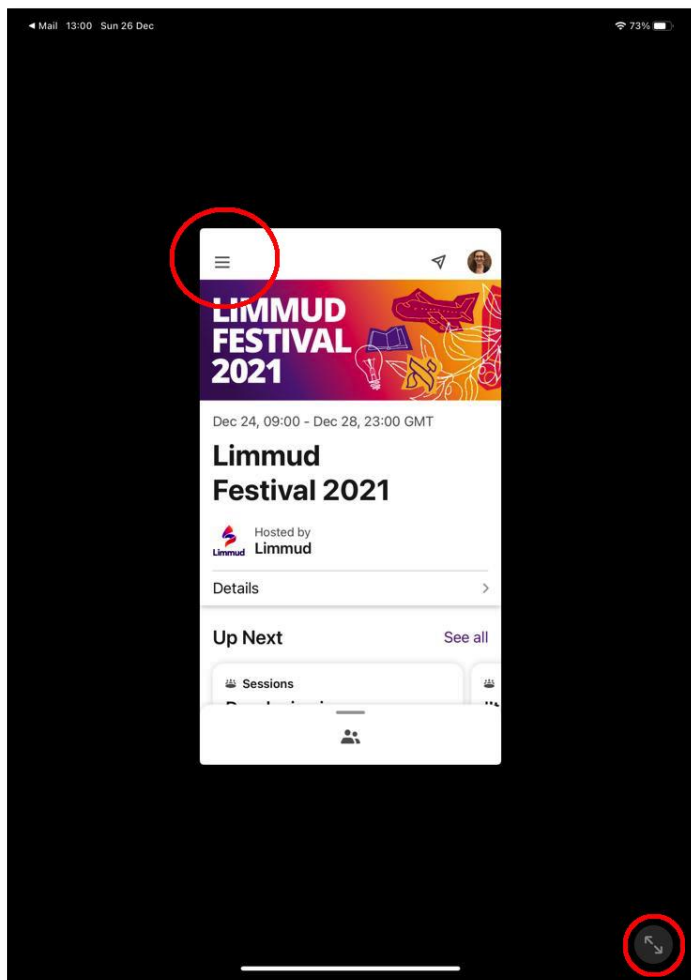 Mail 13:00 Sun 26 Dec 73%
LIMMUD
FESTIVAL
2021
Dec 24, 09:00 - Dec 28, 23:00 GMT
Limmud
Festival 2021
Hosted by
Limmud
Limmud
Details
Up Next See all
Sessions